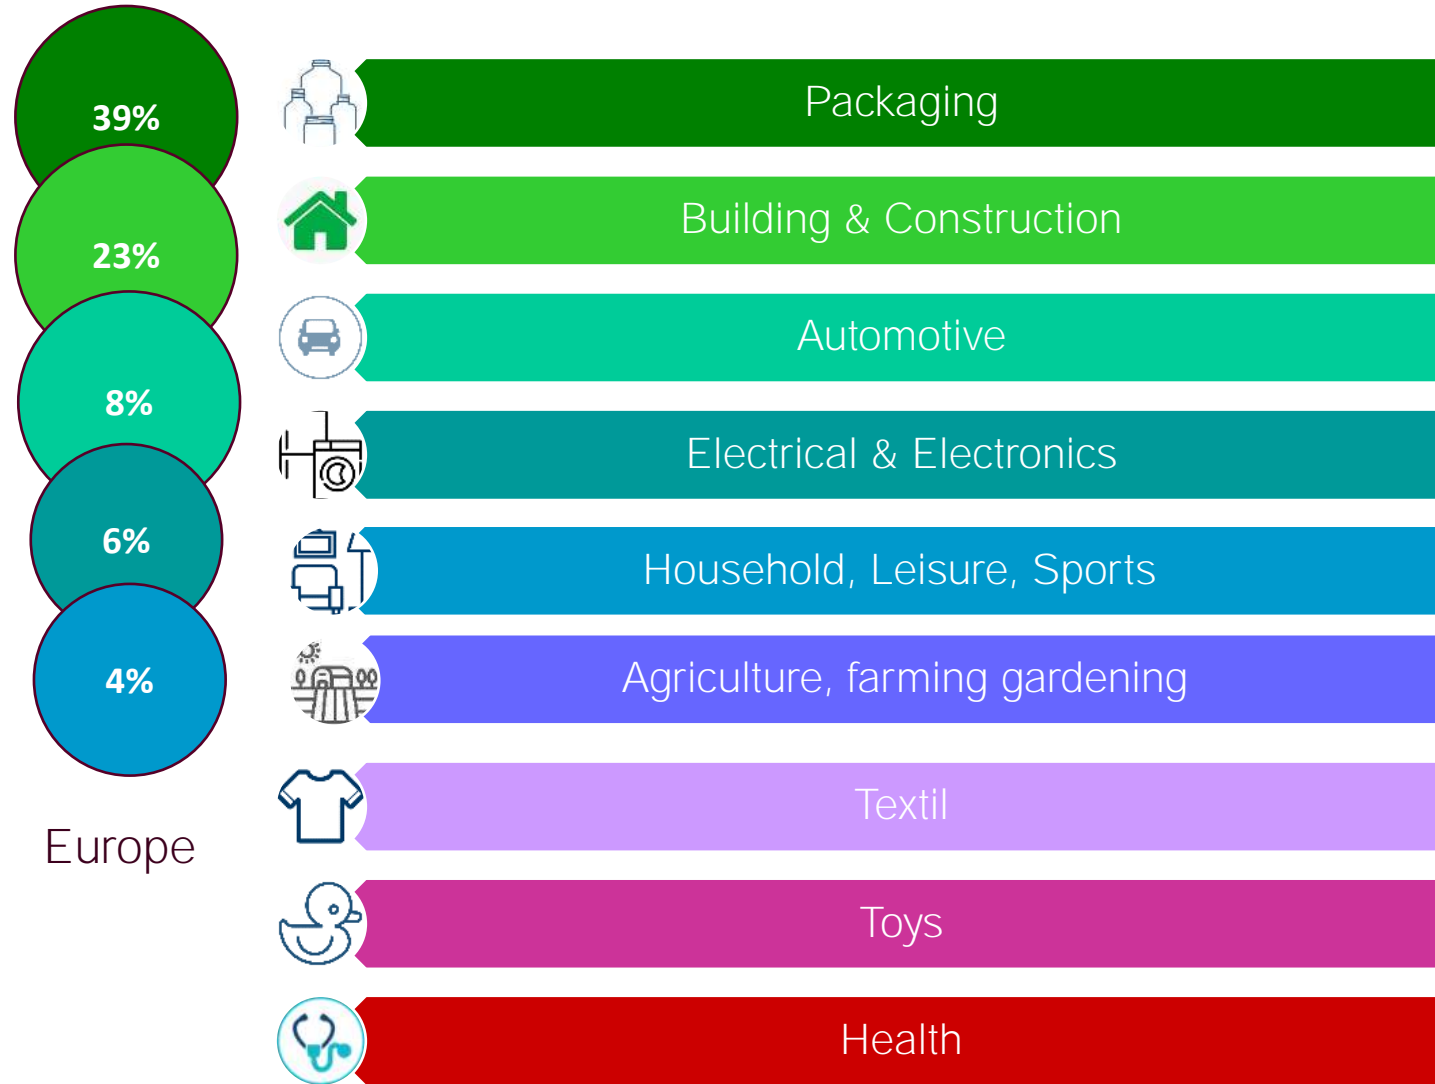 39%
23%
8%
6%
4%
Europe
Packaging
Building & Construction
Automotive
Electrical & Electronics
Household, Leisure, Sports
Agriculture, farming gardening
Textil
Toys
Health